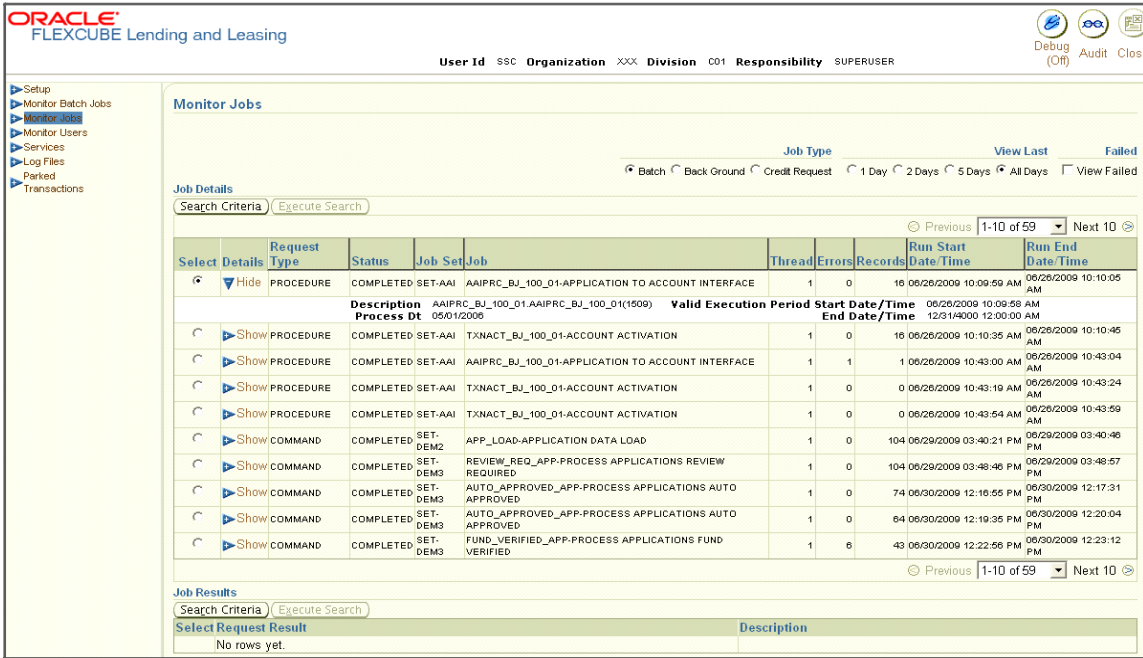 ORACLE
FLEXCUBE Lending and Leasing
Debug (Off) Audit Clos
User Id SSC Organization XXX Division C01 Responsibility SUPERUSER
Setup
Monitor Batch Jobs
Monitor Jobs
Monitor Users
Services
Log Files
Parked Transactions
Monitor Jobs
Job Type View Last Failed
Batch Back Ground Credit Request 1 Day 2 Days 5 Days All Days View Failed
Job Details
Search Criteria Execute Search
Previous 1-10 of 59 Next 10
Select Details Request Type Status Job Set Job Thread Errors Records Run Start Date/Time Run End Date/Time
Hide PROCEDURE COMPLETED SET-AAI AAIPRC_BJ_100_01-APPLICATION TO ACCOUNT INTERFACE 1 0 16 06/26/2009 10:09:59 AM 06/26/2009 10:10:05 AM
Description AAIPRC_BJ_100_01.AAIPRC_BJ_100_01(1509) Valid Execution Period Start Date/Time 06/26/2009 10:09:58 AM
Process Dt 05/01/2006 End Date/Time 12/31/4000 12:00:00 AM
Show PROCEDURE COMPLETED SET-AAI TXNACT_BJ_100_01-ACCOUNT ACTIVATION 1 0 16 06/26/2009 10:10:35 AM 06/26/2009 10:10:45 AM
Show PROCEDURE COMPLETED SET-AAI AAIPRC_BJ_100_01-APPLICATION TO ACCOUNT INTERFACE 1 1 1 06/26/2009 10:43:00 AM 06/26/2009 10:43:04 AM
Show PROCEDURE COMPLETED SET-AAI TXNACT_BJ_100_01-ACCOUNT ACTIVATION 1 0 0 06/26/2009 10:43:19 AM 06/26/2009 10:43:24 AM
Show PROCEDURE COMPLETED SET-AAI TXNACT_BJ_100_01-ACCOUNT ACTIVATION 1 0 0 06/26/2009 10:43:54 AM 06/26/2009 10:43:59 AM
Show COMMAND COMPLETED SET-DEM2 APP_LOAD-APPLICATION DATA LOAD 1 0 104 06/29/2009 03:40:21 PM 06/29/2009 03:40:46 PM
Show COMMAND COMPLETED SET-DEM3 REVIEW_REQ_APP-PROCESS APPLICATIONS REVIEW REQUIRED 1 0 104 06/29/2009 03:48:46 PM 06/29/2009 03:48:57 PM
Show COMMAND COMPLETED SET-DEM3 AUTO_APPROVED_APP-PROCESS APPLICATIONS AUTO APPROVED 1 0 74 06/30/2009 12:16:55 PM 06/30/2009 12:17:31 PM
Show COMMAND COMPLETED SET-DEM3 AUTO_APPROVED_APP-PROCESS APPLICATIONS AUTO APPROVED 1 0 64 06/30/2009 12:19:35 PM 06/30/2009 12:20:04 PM
Show COMMAND COMPLETED SET-DEM3 FUND_VERIFIED_APP-PROCESS APPLICATIONS FUND VERIFIED 1 6 43 06/30/2009 12:22:56 PM 06/30/2009 12:23:12 PM
Previous 1-10 of 59 Next 10
Job Results
Search Criteria Execute Search
Select Request Result Description
No rows yet.